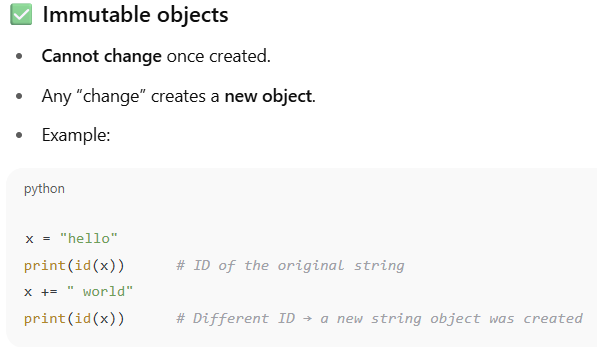 ✅ Immutable objects
• Cannot change once created.
• Any “change” creates a new object.
• Example:
python
x = "hello"
print(id(x))      # ID of the original string
x += " world"
print(id(x))      # Different ID → a new string object was created